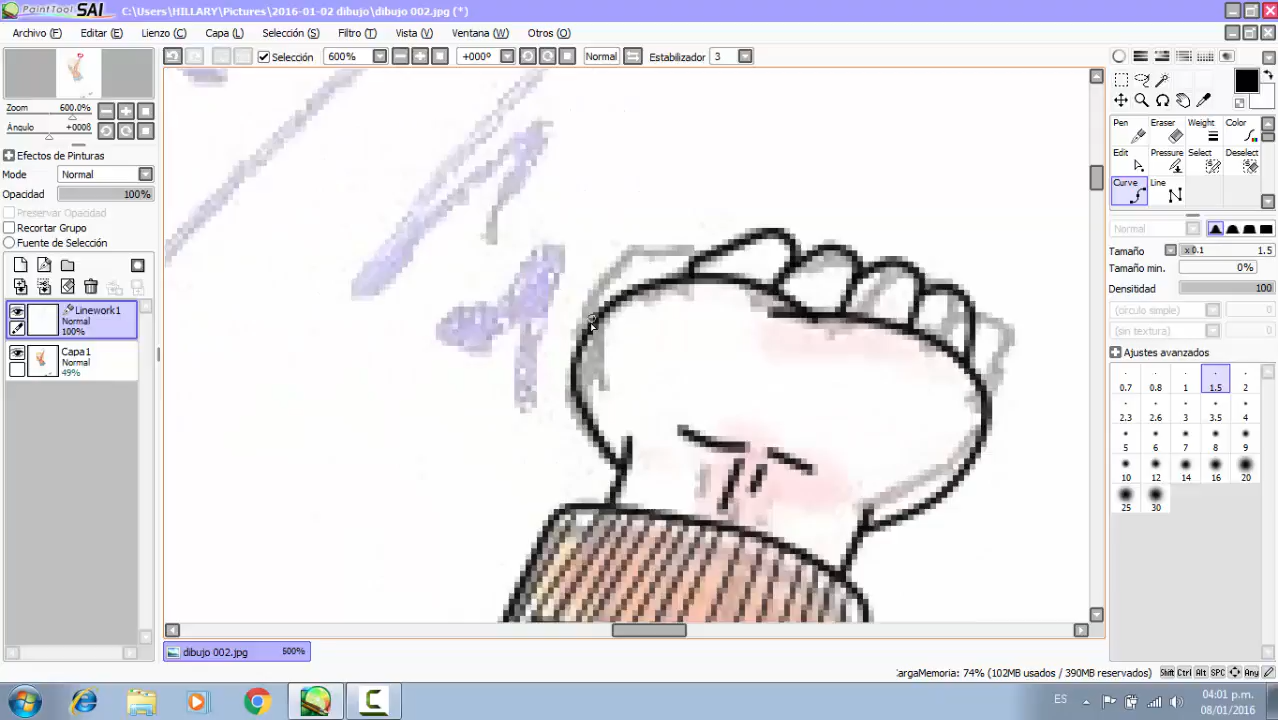 PaintTool SAI C:\Users\HILLARY\Pictures\2016-01-02 dibujo\dibujo 002.jpg (*)
Archivo (F) Editar (E) Lienzo (C) Capa (L) Selección (S) Filtro (T) Vista (V) Ventana (W) Otros (O)
Selección 600% +000º Normal Estabilizador 3
Zoom 600.0%
Ángulo +000º
Efectos de Pinturas
Modo Normal
Opacidad 100%
Preservar Opacidad
Recortar Grupo
Fuente de Selección
Linework1
Normal
100%
Capa1
Normal
49%
Pen Eraser Weight Color
Edit Pressure Select Deselect
Curve Line
Normal
Tamaño x 0.1 1.5
Tamaño min. 0%
Densidad 100
(circulo simple)
(sin textura)
Ajustes avanzados
0.7 0.8 1 1.5 2
2.3 2.6 3 3.5 4
5 6 7 8 9
10 12 14 16 20
25 30
dibujo 002.jpg 600%
argaMemoria: 74% (102MB usados / 390MB reservados) Shift Ctrl Alt SPC Any
ES 04:01 p.m.
08/01/2016